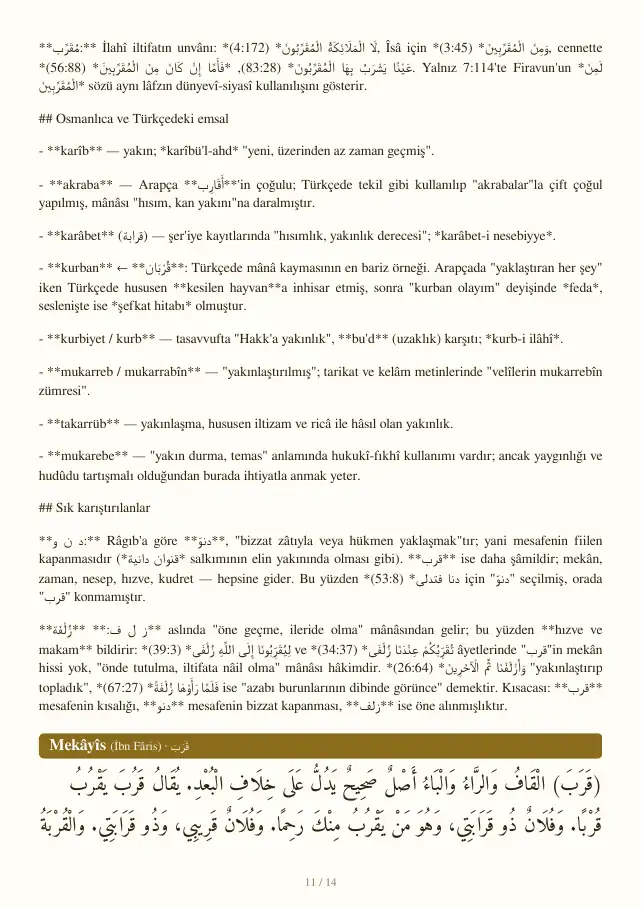 **مُقَرَّب:** İlahî iltifatın unvânı: *(4:172) *لَا الْمَلَائِكَةُ الْمُقَرَّبُونَ, Îsâ için *(3:45) *وَمِنَ الْمُقَرَّبِينَ, cennette
*(56:88) *فَأَمَّا إِن كَانَ مِنَ الْمُقَرَّبِينَ* ,(83:28) *عَيْنًا يَشْرَبُ بِهَا الْمُقَرَّبُونَ. Yalnız 7:114'te Firavun'un *لَمِنَ
الْمُقَرَّبِينَ* sözü aynı lâfzın dünyevî-siyasî kullanılışını gösterir.
## Osmanlıca ve Türkçedeki emsal
- **karîb** — yakın; *karîbü'l-ahd* "yeni, üzerinden az zaman geçmiş".
- **akraba** — Arapça **أَقَارِب**'in çoğulu; Türkçede tekil gibi kullanılıp "akrabalar"la çift çoğul
yapılmış, mânâsı "hısım, kan yakını"na daralmıştır.
- **karâbet** (قرابة) — şer'iye kayıtlarında "hısımlık, yakınlık derecesi"; *karâbet-i nesebiyye*.
- **kurban** ← **قُرْبَان**: Türkçede mânâ kaymasının en bariz örneği. Arapçada "yaklaştıran her şey"
iken Türkçede hususen **kesilen hayvan**a inhisar etmiş, sonra "kurban olayım" deyişinde *feda*,
seslenişte ise *şefkat hitabı* olmuştur.
- **kurbiyet / kurb** — tasavvufta "Hakk'a yakınlık", **bu'd** (uzaklık) karşıtı; *kurb-i ilâhî*.
- **mukarreb / mukarrabîn** — "yakınlaştırılmış"; tarikat ve kelâm metinlerinde "velîlerin mukarrebîn
zümresi".
- **takarrüb** — yakınlaşma, hususen iltizam ve ricâ ile hâsıl olan yakınlık.
- **mukarebe** — "yakın durma, temas" anlamında hukukî-fıkhî kullanımı vardır; ancak yaygınlığı ve
hudûdu tartışmalı olduğundan burada ihtiyatla anmak yeter.
## Sık karıştırılanlar
**د ن و:** Râgıb'a göre **دنوّ**, "bizzat zâtıyla veya hükmen yaklaşmak"tır; yani mesafenin fiilen
kapanmasıdır (*قنوان دانية* salkımının elin yakınında olması gibi). **قرب** ise daha şâmildir; mekân,
zaman, nesep, hızve, kudret — hepsine gider. Bu yüzden *(53:8) *دنا فتدلى için "دنوّ" seçilmiş, orada
"قرب" konmamıştır.
**ز ل ف:** **زُلْفَة** aslında "öne geçme, ileride olma" mânâsından gelir; bu yüzden **hızve ve
makam** bildirir: *(39:3) *لِيُقَرِّبُونَا إِلَى اللَّهِ زُلْفَى ve *(34:37) *تُقَرِّبُكُمْ عِندَنَا زُلْفَى âyetlerinde "قرب"in mekân
hissi yok, "önde tutulma, iltifata nâil olma" mânâsı hâkimdir. *(26:64) *وَأَزْلَفْنَا ثَمَّ الْآخَرِينَ "yakınlaştırıp
topladık", *(67:27) *فَلَمَّا رَأَوْهَا زُلْفَةً ise "azabı burunlarının dibinde görünce" demektir. Kısacası: **قرب**
mesafenin kısalığı, **دنو** mesafenin bizzat kapanması, **زلف** ise öne alınmışlıktır.
Mekâyîs (İbn Fâris) · قرب
(قَرَبَ) الْقَافُ وَالرَّاءُ وَالْبَاءُ أَصْلٌ صَحِيحٌ يَدُلُّ عَلَى خِلَافِ الْبُعْدِ. يُقَالُ قَرُبَ يَقْرُبُ
قُرْبًا. وَفُلَانٌ ذُو قَرَابَتِي، وَهُوَ مَنْ يَقْرُبُ مِنْكَ رَحِمًا. وَفُلَانٌ قَرِيبِي، وَذُو قَرَابَتِي. وَالْقُرْبَةُ
11 / 14